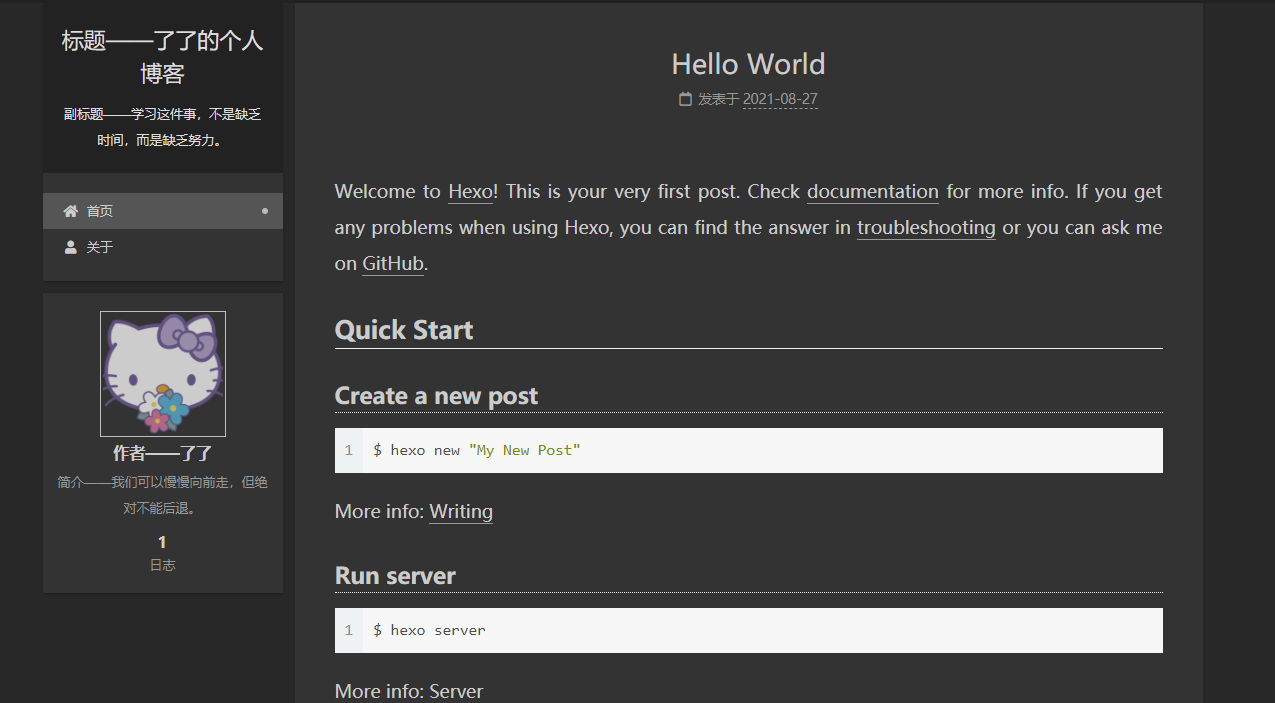 标题——了了的个人
博客
副标题——学习这件事，不是缺乏
时间，而是缺乏努力。
首页
关于
作者——了了
简介——我们可以慢慢向前走，但绝
对不能后退。
1
日志
Hello World
发表于 2021-08-27
Welcome to Hexo! This is your very first post. Check documentation for more info. If you get
any problems when using Hexo, you can find the answer in troubleshooting or you can ask me
on GitHub.
Quick Start
Create a new post
1 $ hexo new "My New Post"
More info: Writing
Run server
1 $ hexo server
More info: Server